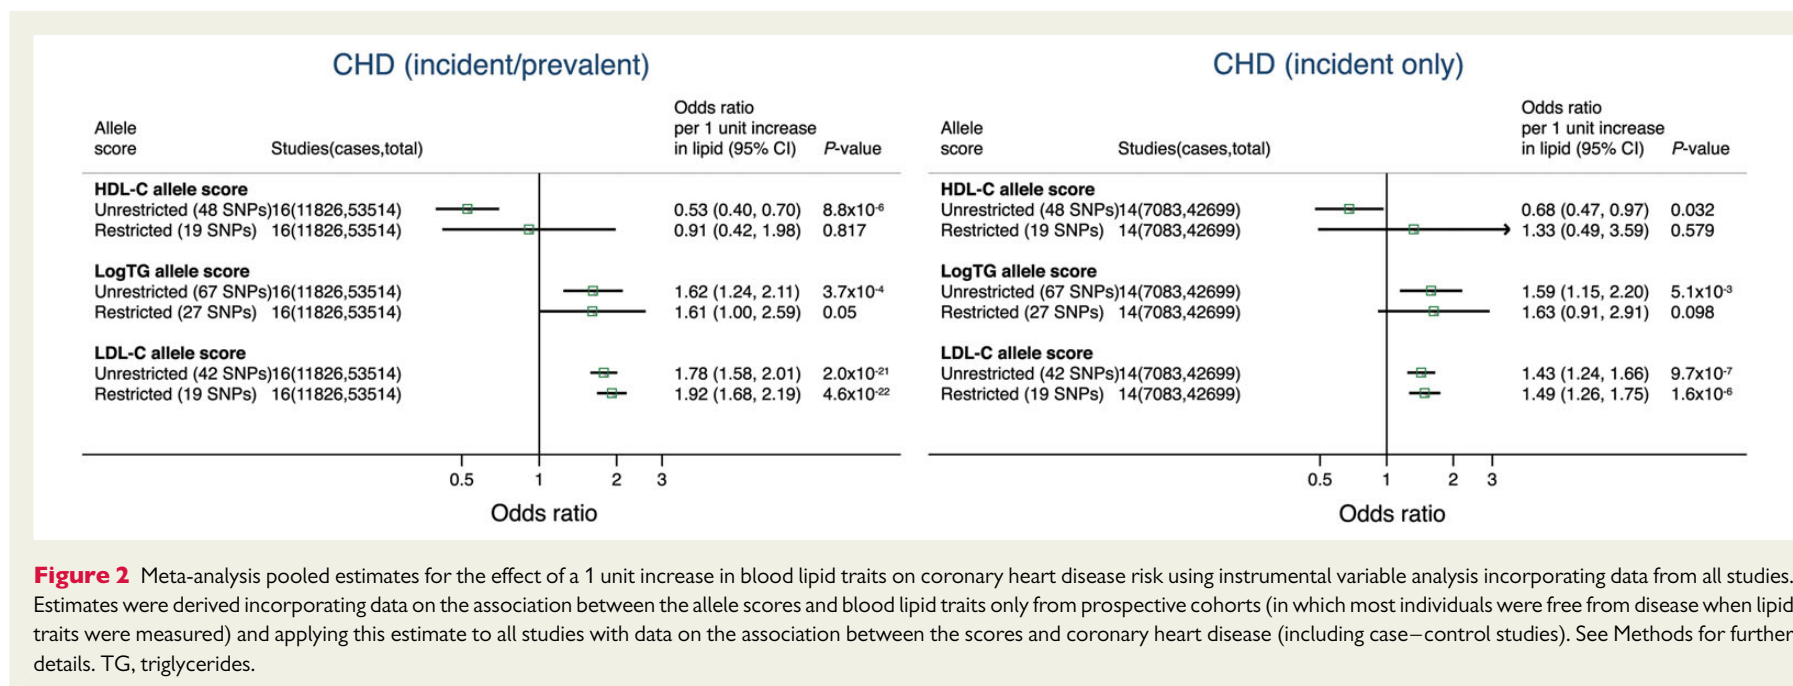 CHD (incident/prevalent)
Allele
score
Studies(cases,total)
Odds ratio
per 1 unit increase
in lipid (95% CI)
P-value
HDL-C allele score
Unrestricted (48 SNPs)16(11826,53514) 0.53 (0.40, 0.70) 8.8x10⁻⁶
Restricted (19 SNPs) 16(11826,53514) 0.91 (0.42, 1.98) 0.817
LogTG allele score
Unrestricted (67 SNPs)16(11826,53514) 1.62 (1.24, 2.11) 3.7x10⁻⁴
Restricted (27 SNPs) 16(11826,53514) 1.61 (1.00, 2.59) 0.05
LDL-C allele score
Unrestricted (42 SNPs)16(11826,53514) 1.78 (1.58, 2.01) 2.0x10⁻²¹
Restricted (19 SNPs) 16(11826,53514) 1.92 (1.68, 2.19) 4.6x10⁻²²
0.5 1 2 3
Odds ratio
CHD (incident only)
Allele
score
Studies(cases,total)
Odds ratio
per 1 unit increase
in lipid (95% CI)
P-value
HDL-C allele score
Unrestricted (48 SNPs)14(7083,42699) 0.68 (0.47, 0.97) 0.032
Restricted (19 SNPs) 14(7083,42699) 1.33 (0.49, 3.59) 0.579
LogTG allele score
Unrestricted (67 SNPs)14(7083,42699) 1.59 (1.15, 2.20) 5.1x10⁻³
Restricted (27 SNPs) 14(7083,42699) 1.63 (0.91, 2.91) 0.098
LDL-C allele score
Unrestricted (42 SNPs)14(7083,42699) 1.43 (1.24, 1.66) 9.7x10⁻⁷
Restricted (19 SNPs) 14(7083,42699) 1.49 (1.26, 1.75) 1.6x10⁻⁶
0.5 1 2 3
Odds ratio
Figure 2 Meta-analysis pooled estimates for the effect of a 1 unit increase in blood lipid traits on coronary heart disease risk using instrumental variable analysis incorporating data from all studies.
Estimates were derived incorporating data on the association between the allele scores and blood lipid traits only from prospective cohorts (in which most individuals were free from disease when lipid
traits were measured) and applying this estimate to all studies with data on the association between the scores and coronary heart disease (including case–control studies). See Methods for further
details. TG, triglycerides.